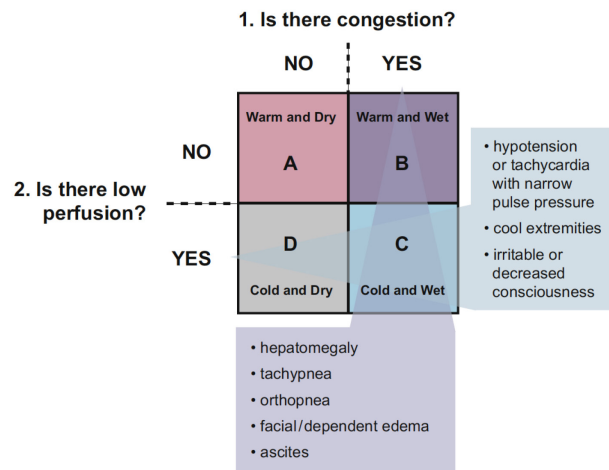 1. Is there congestion?
NO
YES
Warm and Dry
Warm and Wet
NO
A
B
2. Is there low
perfusion?
YES
D
C
Cold and Dry
Cold and Wet
• hypotension
or tachycardia
with narrow
pulse pressure
• cool extremities
• irritable or
decreased
consciousness
• hepatomegaly
• tachypnea
• orthopnea
• facial/dependent edema
• ascites